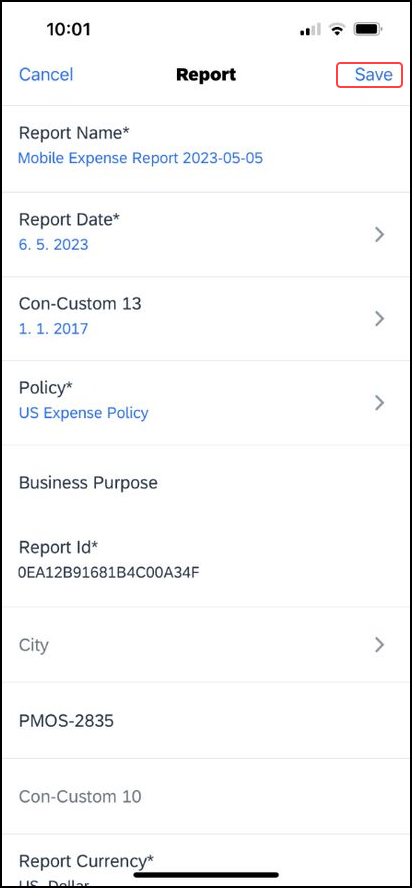 10:01
Cancel Report Save
Report Name*
Mobile Expense Report 2023-05-05
Report Date*
6. 5. 2023
Con-Custom 13
1. 1. 2017
Policy*
US Expense Policy
Business Purpose
Report Id*
0EA12B91681B4C00A34F
City
PMOS-2835
Con-Custom 10
Report Currency*
US, Dollar